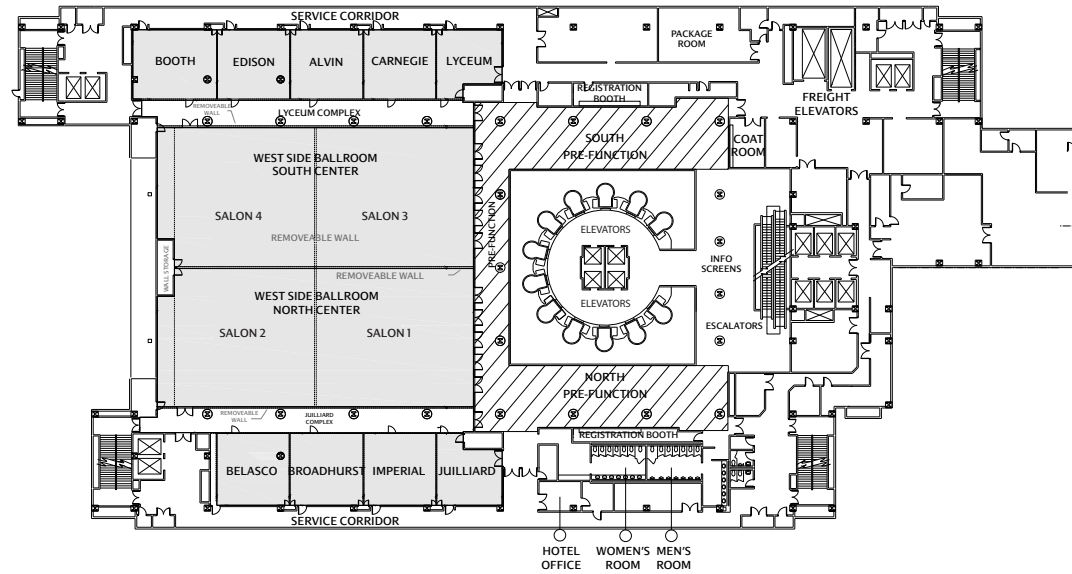 SERVICE CORRIDOR
PACKAGE
ROOM
BOOTH
EDISON
ALVIN
CARNEGIE
LYCEUM
REGISTRATION
BOOTH
FREIGHT
ELEVATORS
REMOVEABLE
WALL
LYCEUM COMPLEX
SOUTH
PRE-FUNCTION
COAT
ROOM
WEST SIDE BALLROOM
SOUTH CENTER
SALON 4
SALON 3
REMOVEABLE WALL
PRE-FUNCTION
ELEVATORS
INFO
SCREENS
WALL STORAGE
REMOVEABLE WALL
WEST SIDE BALLROOM
NORTH CENTER
ELEVATORS
SALON 2
SALON 1
ESCALATORS
NORTH
PRE-FUNCTION
REMOVEABLE
WALL
JUILLIARD
COMPLEX
REGISTRATION BOOTH
BELASCO
BROADHURST
IMPERIAL
JUILLIARD
SERVICE CORRIDOR
HOTEL
OFFICE
WOMEN'S
ROOM
MEN'S
ROOM